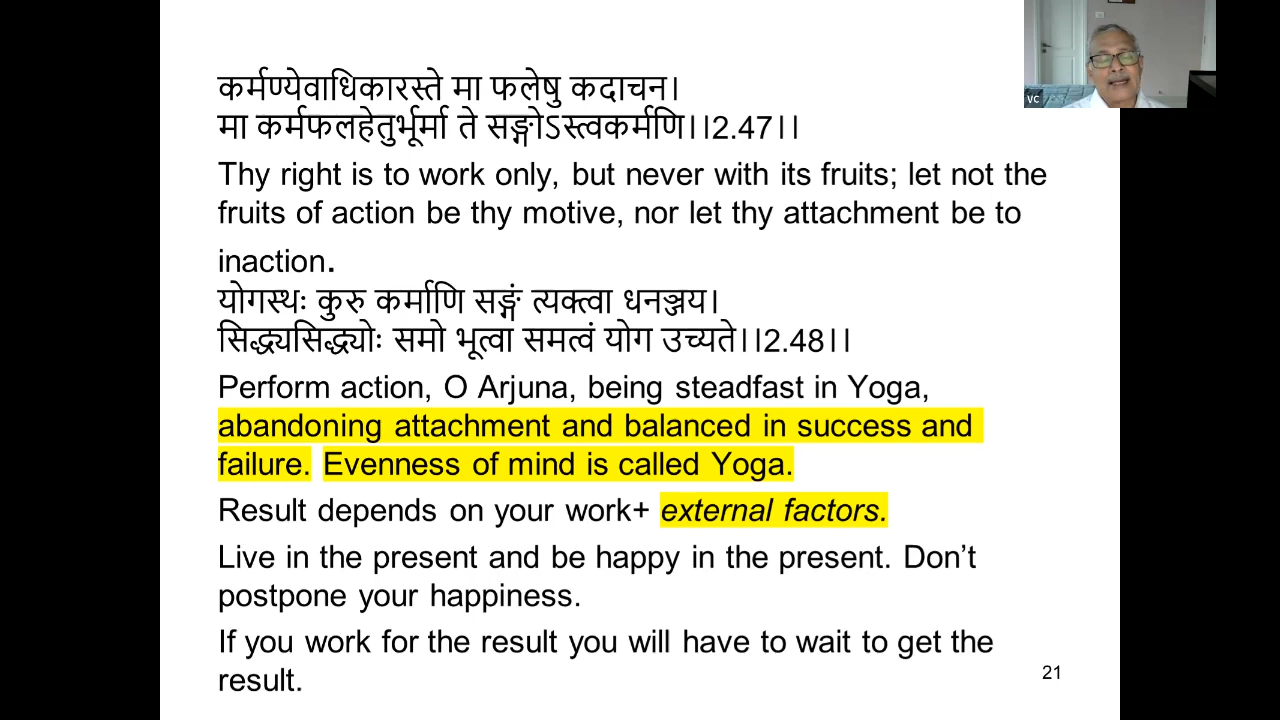 कर्मण्येवाधिकारस्ते मा फलेषु कदाचन।
मा कर्मफलहेतुर्भूर्मा ते सङ्गोऽस्त्वकर्मणि।।2.47।।
Thy right is to work only, but never with its fruits; let not the
fruits of action be thy motive, nor let thy attachment be to
inaction.
योगस्थः कुरु कर्माणि सङ्गं त्यक्त्वा धनञ्जय।
सिद्ध्यसिद्ध्योः समो भूत्वा समत्वं योग उच्यते।।2.48।।
Perform action, O Arjuna, being steadfast in Yoga,
abandoning attachment and balanced in success and
failure. Evenness of mind is called Yoga.
Result depends on your work+ external factors.
Live in the present and be happy in the present. Don’t
postpone your happiness.
If you work for the result you will have to wait to get the
result.
21
VC